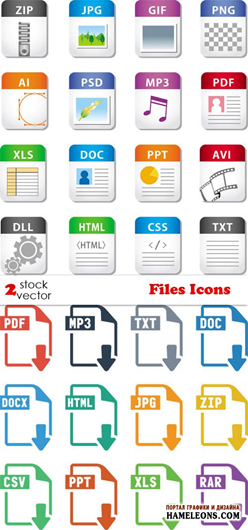 ZIP JPG GIF PNG
AI PSD MP3 PDF
XLS DOC PPT AVI
DLL HTML CSS TXT
<HTML> </>
2 stock vector Files Icons
PDF MP3 TXT DOC
DOCX HTML JPG ZIP
CSV PPT XLS RAR
ПОРТАЛ ГРАФИКИ И ДИЗАЙНА
HAMELEONS.COM